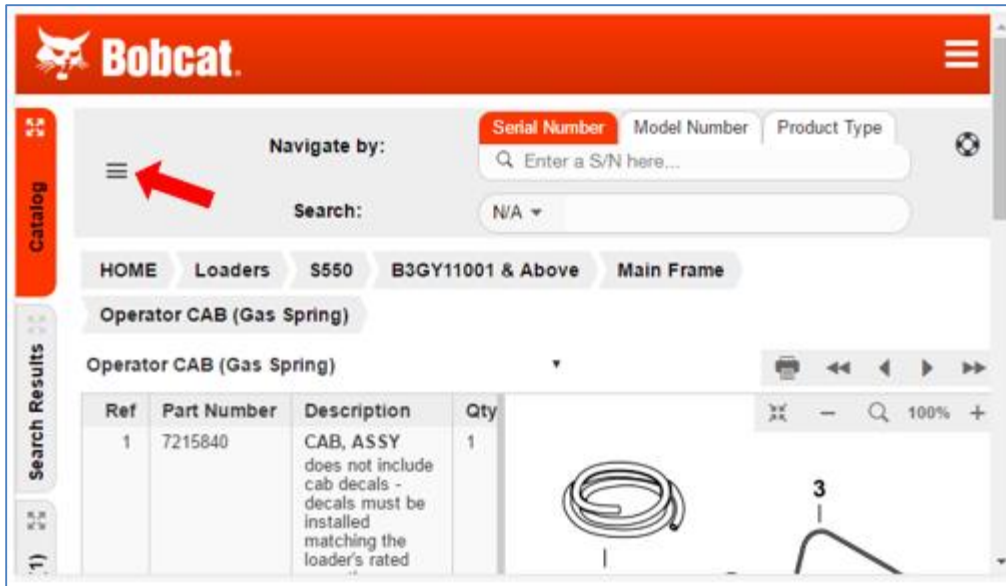 Bobcat.
Catalog
Navigate by:
Serial Number Model Number Product Type
Enter a S/N here...
Search:
N/A
HOME Loaders S550 B3GY11001 & Above Main Frame
Operator CAB (Gas Spring)
Operator CAB (Gas Spring)
Search Results
Ref Part Number Description Qty
100%
1 7215840 CAB, ASSY 1
does not include
cab decals -
decals must be
installed
matching the
loader's rated
3
1)